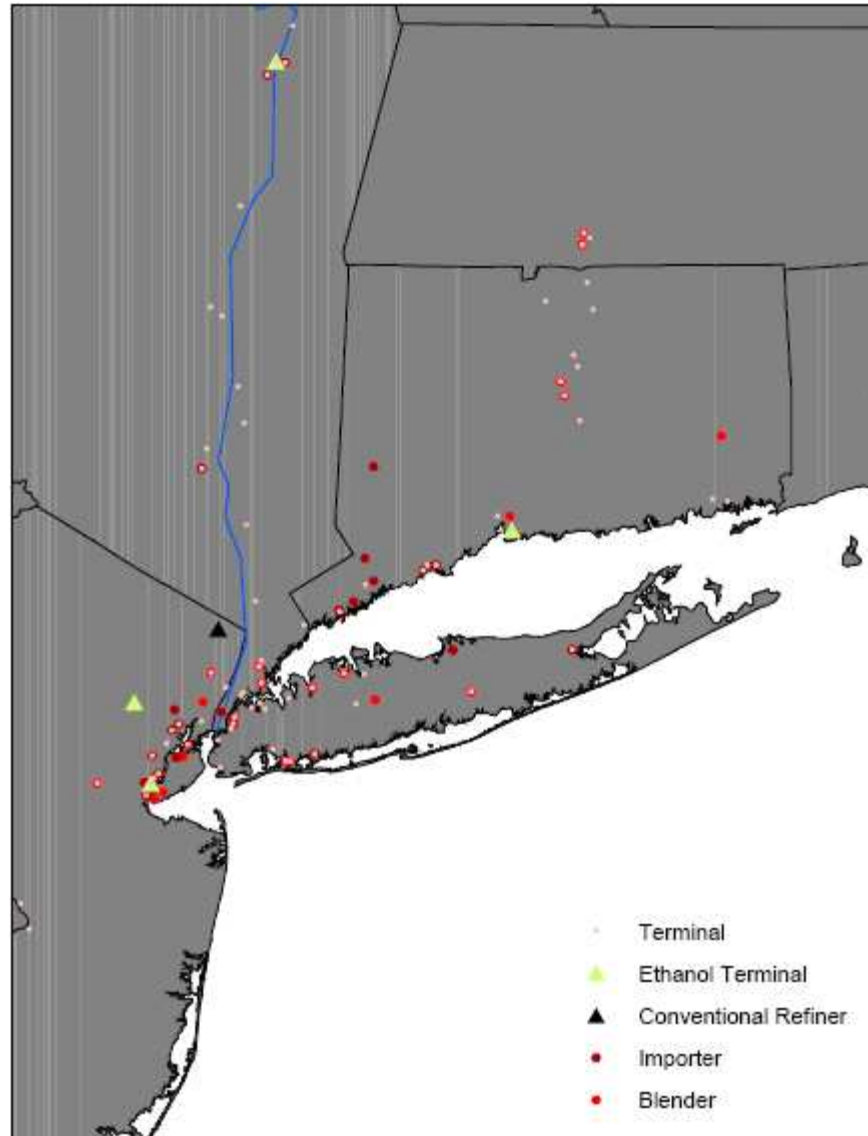 Terminal
Ethanol Terminal
Conventional Refiner
Importer
Blender